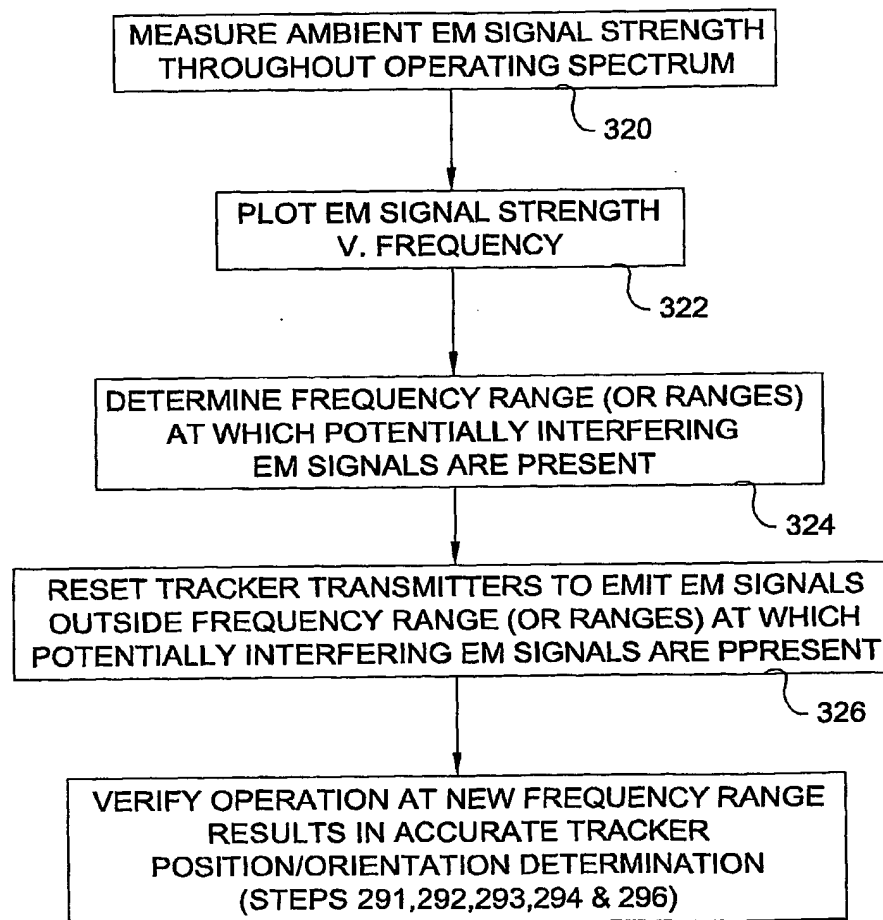 MEASURE AMBIENT EM SIGNAL STRENGTH
THROUGHOUT OPERATING SPECTRUM
320
PLOT EM SIGNAL STRENGTH
V. FREQUENCY
322
DETERMINE FREQUENCY RANGE (OR RANGES)
AT WHICH POTENTIALLY INTERFERING
EM SIGNALS ARE PRESENT
324
RESET TRACKER TRANSMITTERS TO EMIT EM SIGNALS
OUTSIDE FREQUENCY RANGE (OR RANGES) AT WHICH
POTENTIALLY INTERFERING EM SIGNALS ARE PPRESENT
326
VERIFY OPERATION AT NEW FREQUENCY RANGE
RESULTS IN ACCURATE TRACKER
POSITION/ORIENTATION DETERMINATION
(STEPS 291,292,293,294 & 296)